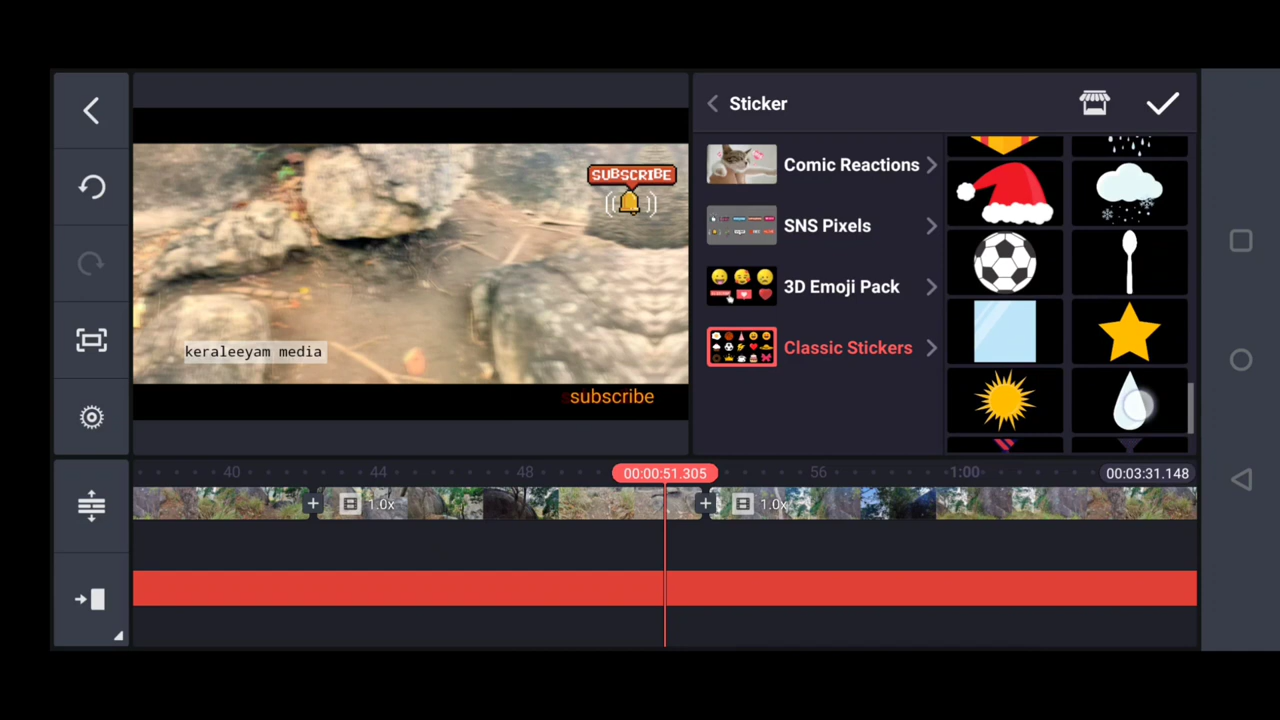 Sticker
Comic Reactions
SNS Pixels
3D Emoji Pack
Classic Stickers
SUBSCRIBE
keraleeyam media
subscribe
40 44 48 00:00:51.305 56 1:00 00:03:31.148
1.0x 1.0x